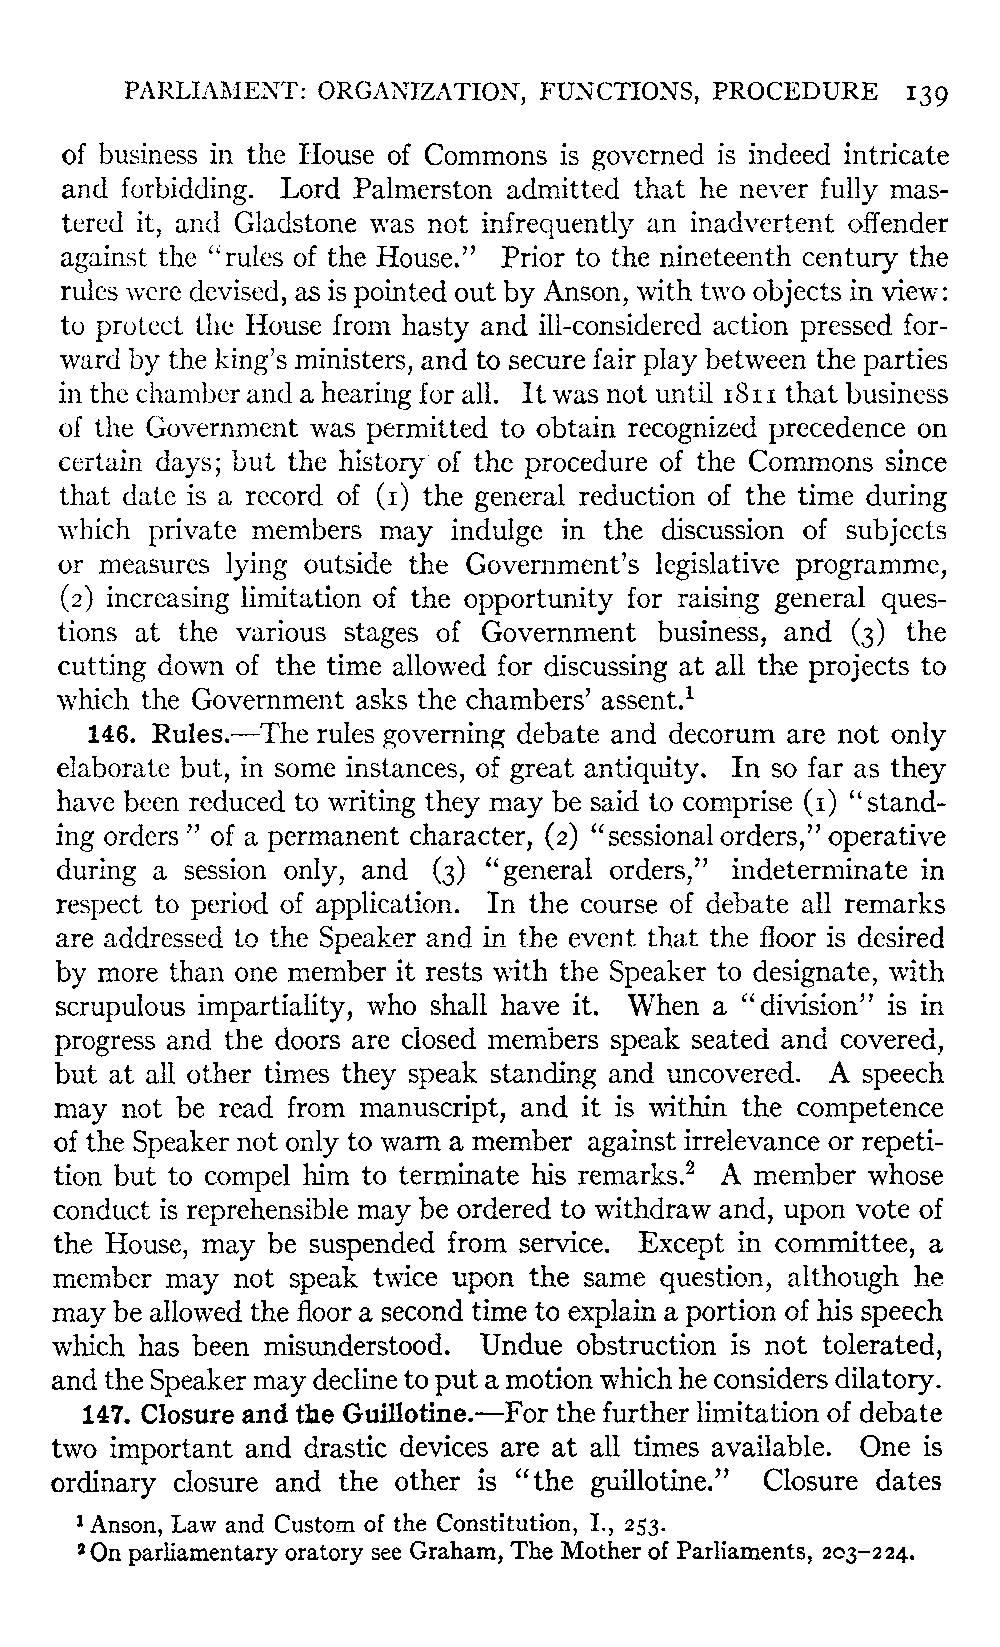 PARLIAMENT: ORGANIZATION, FUNCTIONS, PROCEDURE 139
of business in the House of Commons is governed is indeed intricate
and forbidding. Lord Palmerston admitted that he never fully mas-
tered it, and Gladstone was not infrequently an inadvertent offender
against the "rules of the House." Prior to the nineteenth century the
rules were devised, as is pointed out by Anson, with two objects in view:
to protect the House from hasty and ill-considered action pressed for-
ward by the king's ministers, and to secure fair play between the parties
in the chamber and a hearing for all. It was not until 1811 that business
of the Government was permitted to obtain recognized precedence on
certain days; but the history of the procedure of the Commons since
that date is a record of (1) the general reduction of the time during
which private members may indulge in the discussion of subjects
or measures lying outside the Government's legislative programme,
(2) increasing limitation of the opportunity for raising general ques-
tions at the various stages of Government business, and (3) the
cutting down of the time allowed for discussing at all the projects to
which the Government asks the chambers' assent.¹
146. Rules.—The rules governing debate and decorum are not only
elaborate but, in some instances, of great antiquity. In so far as they
have been reduced to writing they may be said to comprise (1) "stand-
ing orders" of a permanent character, (2) "sessional orders," operative
during a session only, and (3) "general orders," indeterminate in
respect to period of application. In the course of debate all remarks
are addressed to the Speaker and in the event that the floor is desired
by more than one member it rests with the Speaker to designate, with
scrupulous impartiality, who shall have it. When a "division" is in
progress and the doors are closed members speak seated and covered,
but at all other times they speak standing and uncovered. A speech
may not be read from manuscript, and it is within the competence
of the Speaker not only to warn a member against irrelevance or repeti-
tion but to compel him to terminate his remarks.² A member whose
conduct is reprehensible may be ordered to withdraw and, upon vote of
the House, may be suspended from service. Except in committee, a
member may not speak twice upon the same question, although he
may be allowed the floor a second time to explain a portion of his speech
which has been misunderstood. Undue obstruction is not tolerated,
and the Speaker may decline to put a motion which he considers dilatory.
147. Closure and the Guillotine.—For the further limitation of debate
two important and drastic devices are at all times available. One is
ordinary closure and the other is "the guillotine." Closure dates
¹ Anson, Law and Custom of the Constitution, I., 253.
² On parliamentary oratory see Graham, The Mother of Parliaments, 203–224.